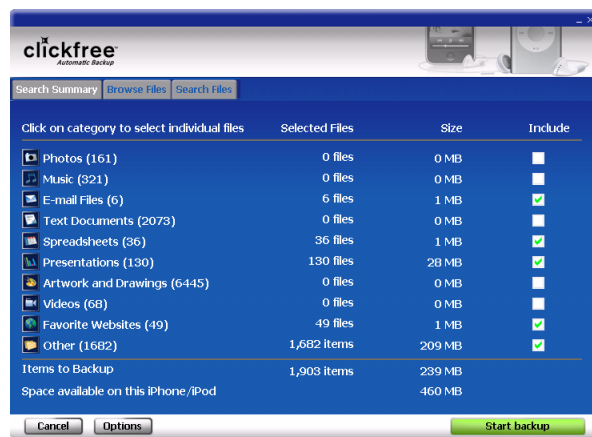 clickfree
Automatic Backup
Search Summary Browse Files Search Files
Click on category to select individual files Selected Files Size Include
Photos (161) 0 files 0 MB
Music (321) 0 files 0 MB
E-mail Files (6) 6 files 1 MB
Text Documents (2073) 0 files 0 MB
Spreadsheets (36) 36 files 1 MB
Presentations (130) 130 files 28 MB
Artwork and Drawings (6445) 0 files 0 MB
Videos (68) 0 files 0 MB
Favorite Websites (49) 49 files 1 MB
Other (1682) 1,682 items 209 MB
Items to Backup 1,903 items 239 MB
Space available on this iPhone/iPod 460 MB
Cancel Options Start backup